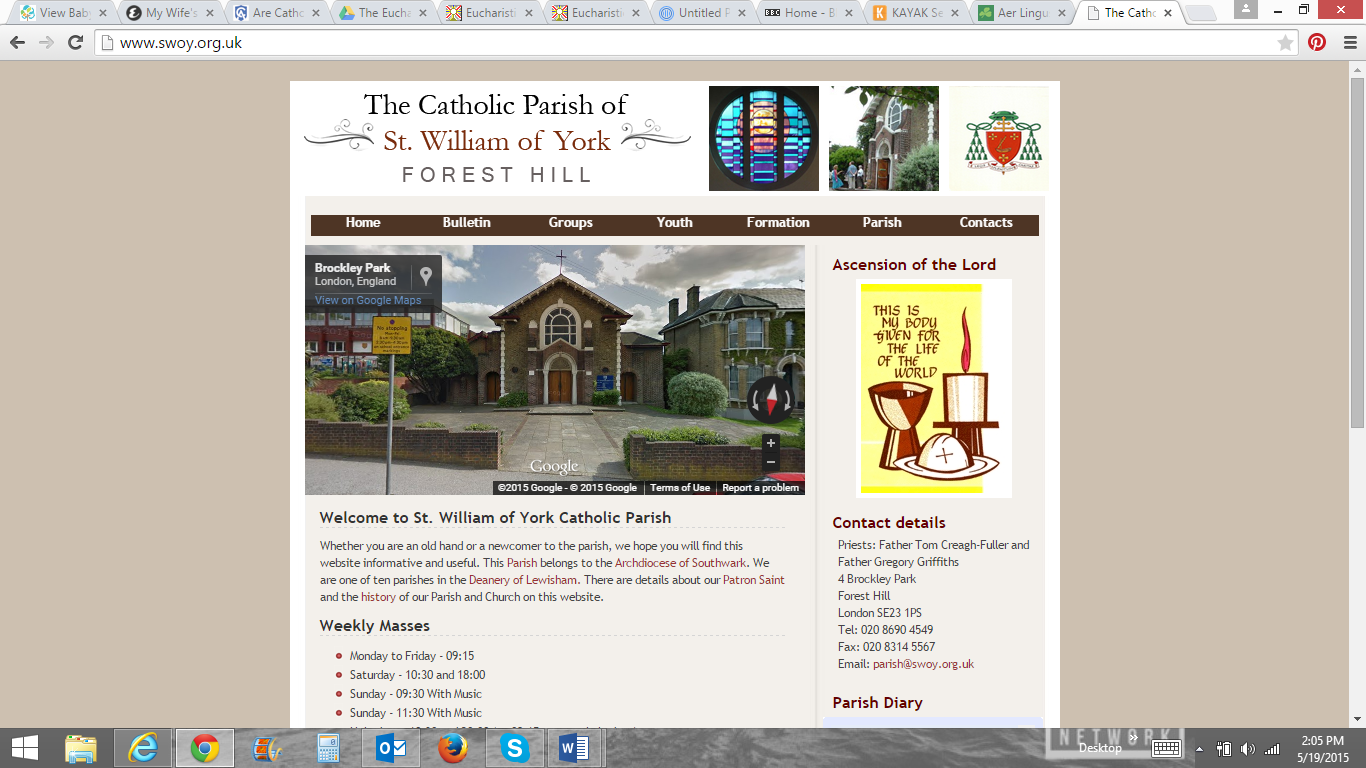 View Baby
My Wife's
Are Catho
The Eucha
Eucharisti
Eucharisti
Untitled P
BBC Home - B
KAYAK Se
Aer Lingu
The Catho
www.swoy.org.uk
The Catholic Parish of
St. William of York
FOREST HILL
Home Bulletin Groups Youth Formation Parish Contacts
Brockley Park
London, England
View on Google Maps
No stopping
Google
©2015 Google - © 2015 Google Terms of Use Report a problem
Welcome to St. William of York Catholic Parish
Whether you are an old hand or a newcomer to the parish, we hope you will find this
website informative and useful. This Parish belongs to the Archdiocese of Southwark. We
are one of ten parishes in the Deanery of Lewisham. There are details about our Patron Saint
and the history of our Parish and Church on this website.
Weekly Masses
Monday to Friday - 09:15
Saturday - 10:30 and 18:00
Sunday - 09:30 With Music
Sunday - 11:30 With Music
Ascension of the Lord
THIS IS
MY BODY
GIVEN FOR
THE LIFE
OF THE
WORLD
Contact details
Priests: Father Tom Creagh-Fuller and
Father Gregory Griffiths
4 Brockley Park
Forest Hill
London SE23 1PS
Tel: 020 8690 4549
Fax: 020 8314 5567
Email: parish@swoy.org.uk
Parish Diary
NETWORK
Desktop
2:05 PM
5/19/2015